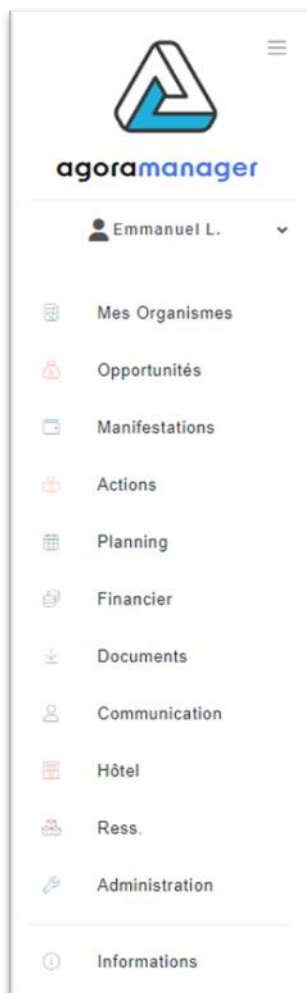 agoramanager
Emmanuel L.
Mes Organismes
Opportunités
Manifestations
Actions
Planning
Financier
Documents
Communication
Hôtel
Ress.
Administration
Informations